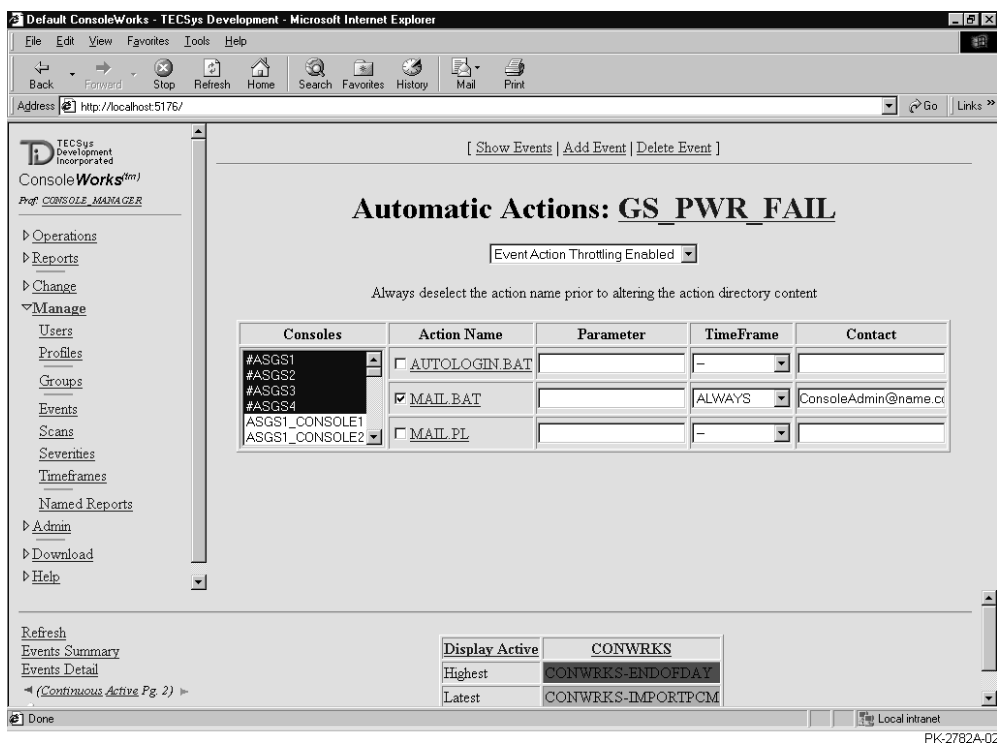 Default ConsoleWorks - TECSys Development - Microsoft Internet Explorer
File Edit View Favorites Tools Help
Back Forward Stop Refresh Home Search Favorites History Mail Print
Address http://localhost:5176/ Go Links »
TECSys
Development
Incorporated
ConsoleWorks(tm)
Prof: CONSOLE_MANAGER
Operations
Reports
Change
Manage
Users
Profiles
Groups
Events
Scans
Severities
Timeframes
Named Reports
Admin
Download
Help
[ Show Events | Add Event | Delete Event ]
Automatic Actions: GS_PWR_FAIL
Event Action Throttling Enabled
Always deselect the action name prior to altering the action directory content
Consoles Action Name Parameter TimeFrame Contact
#ASGS1
#ASGS2
#ASGS3
#ASGS4
ASGS1_CONSOLE1
ASGS1_CONSOLE2
AUTOLOGIN.BAT --
MAIL.BAT ALWAYS ConsoleAdmin@name.co
MAIL.PL --
Refresh
Events Summary
Events Detail
(Continuous Active Pg. 2)
Display Active CONWRKS
Highest CONWRKS-ENDOFDAY
Latest CONWRKS-IMPORTPCM
Done Local intranet
PK-2782A-02